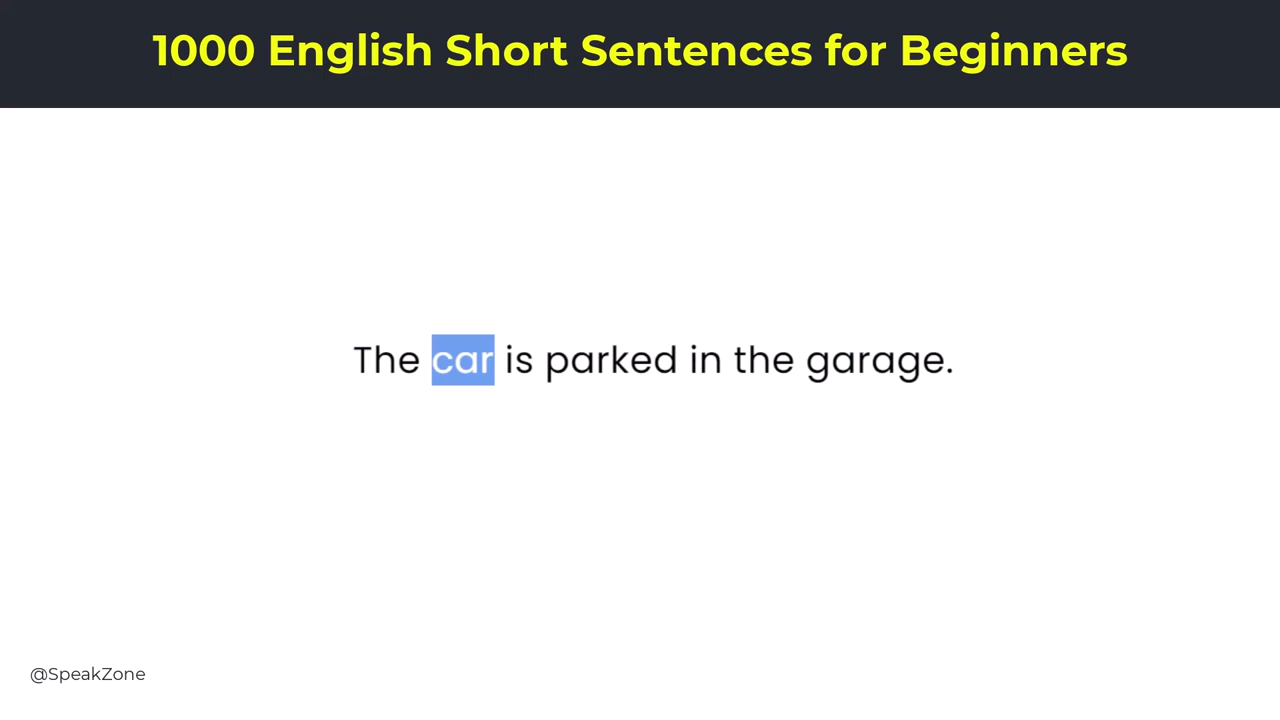 1000 English Short Sentences for Beginners
The car is parked in the garage.
@SpeakZone